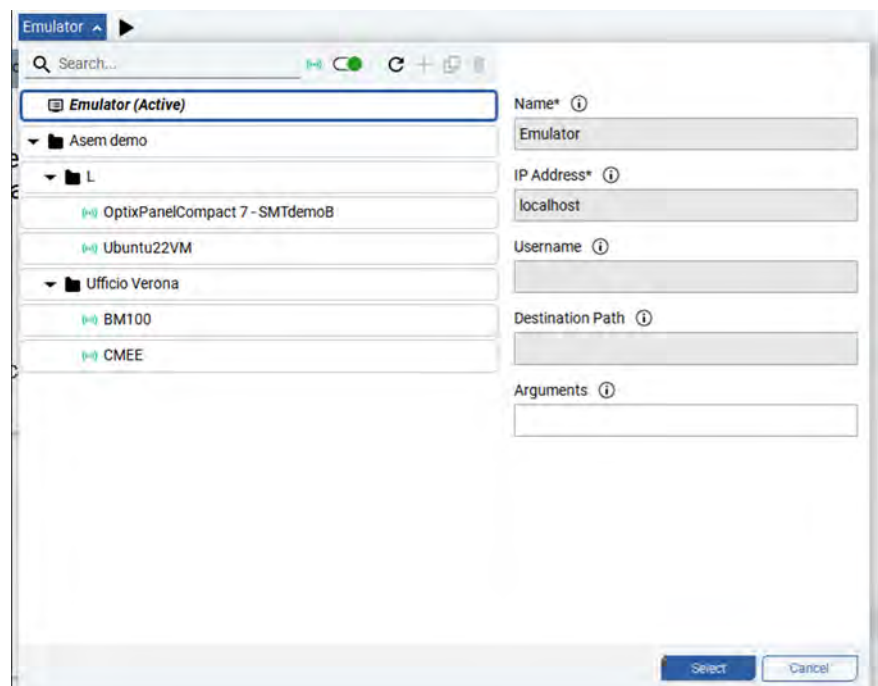 Emulator
Search...
Emulator (Active)
Asem demo
L
OptixPanelCompact 7 - SMTdemoB
Ubuntu22VM
Ufficio Verona
BM100
CMEE
Name*
Emulator
IP Address*
localhost
Username
Destination Path
Arguments
Select
Cancel